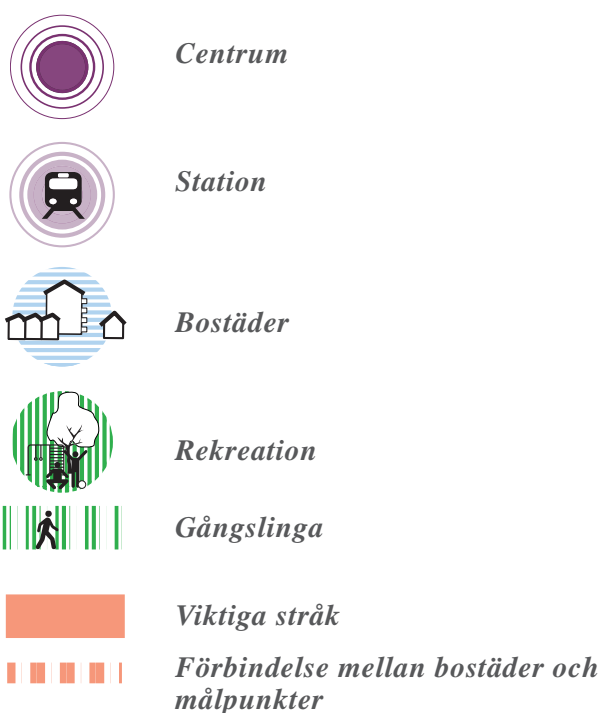 Centrum
Station
Bostäder
Rekreation
Gångslinga
Viktiga stråk
Förbindelse mellan bostäder och
målpunkter